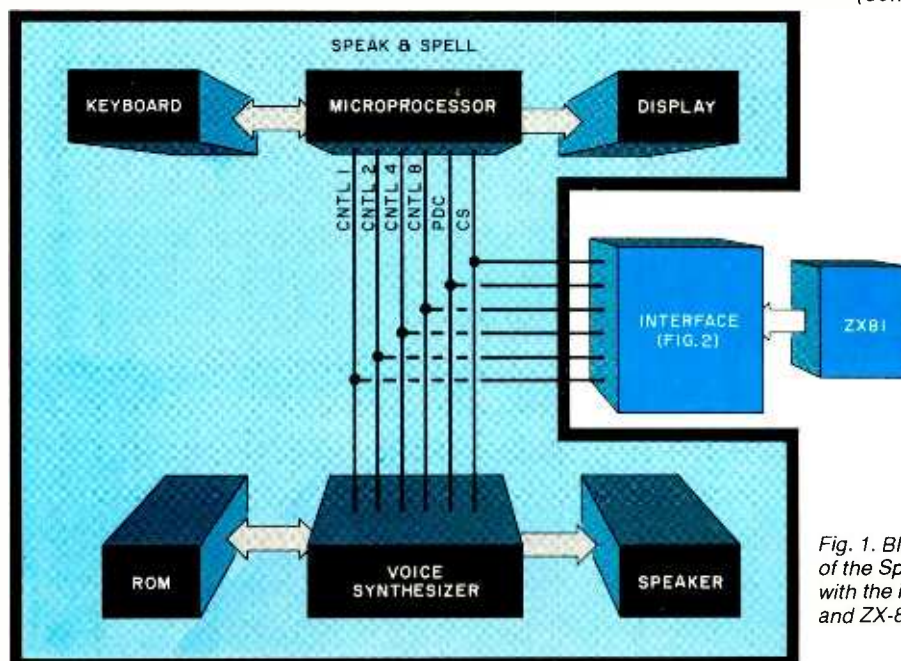 SPEAK & SPELL
KEYBOARD
MICROPROCESSOR
DISPLAY
CNTL 1
CNTL 2
CNTL 4
CNTL 8
PDC
CS
INTERFACE
(FIG. 2)
ZX81
ROM
VOICE
SYNTHESIZER
SPEAKER
Fig. 1.
of the Sp
with the
and ZX-8